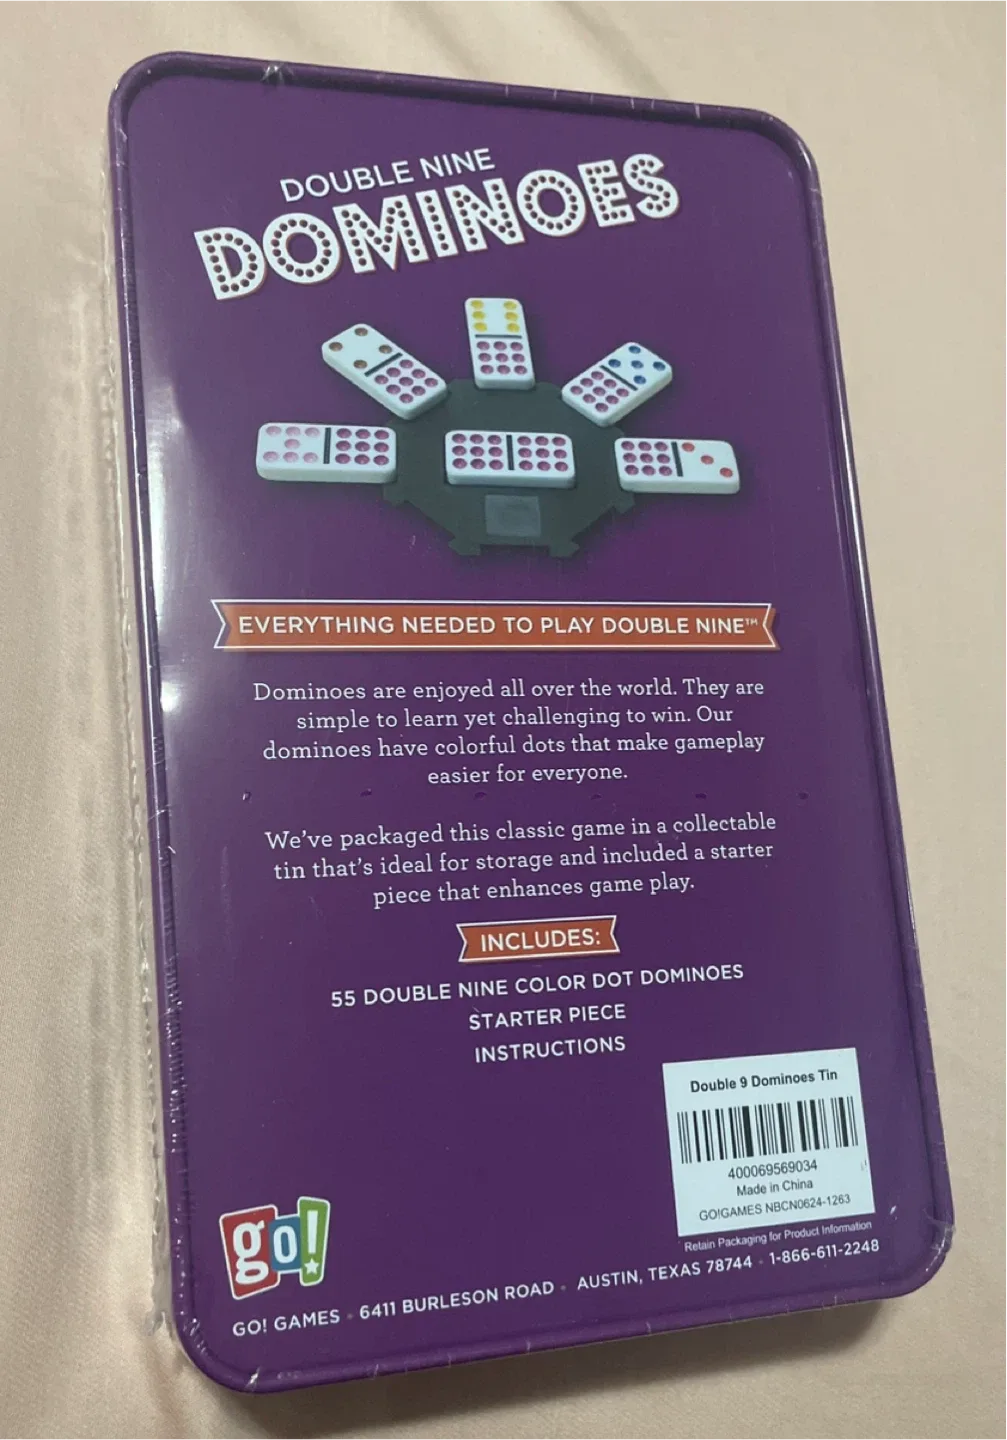 DOUBLE NINE
DOMINOES
EVERYTHING NEEDED TO PLAY DOUBLE NINE™
Dominoes are enjoyed all over the world. They are
simple to learn yet challenging to win. Our
dominoes have colorful dots that make gameplay
easier for everyone.
We've packaged this classic game in a collectable
tin that's ideal for storage and included a starter
piece that enhances game play.
INCLUDES:
55 DOUBLE NINE COLOR DOT DOMINOES
STARTER PIECE
INSTRUCTIONS
Double 9 Dominoes Tin
400069569034
Made in China
GO!GAMES NBCN0624-1263
Retain Packaging for Product Information
go!
GO! GAMES • 6411 BURLESON ROAD • AUSTIN, TEXAS 78744 • 1-866-611-2248